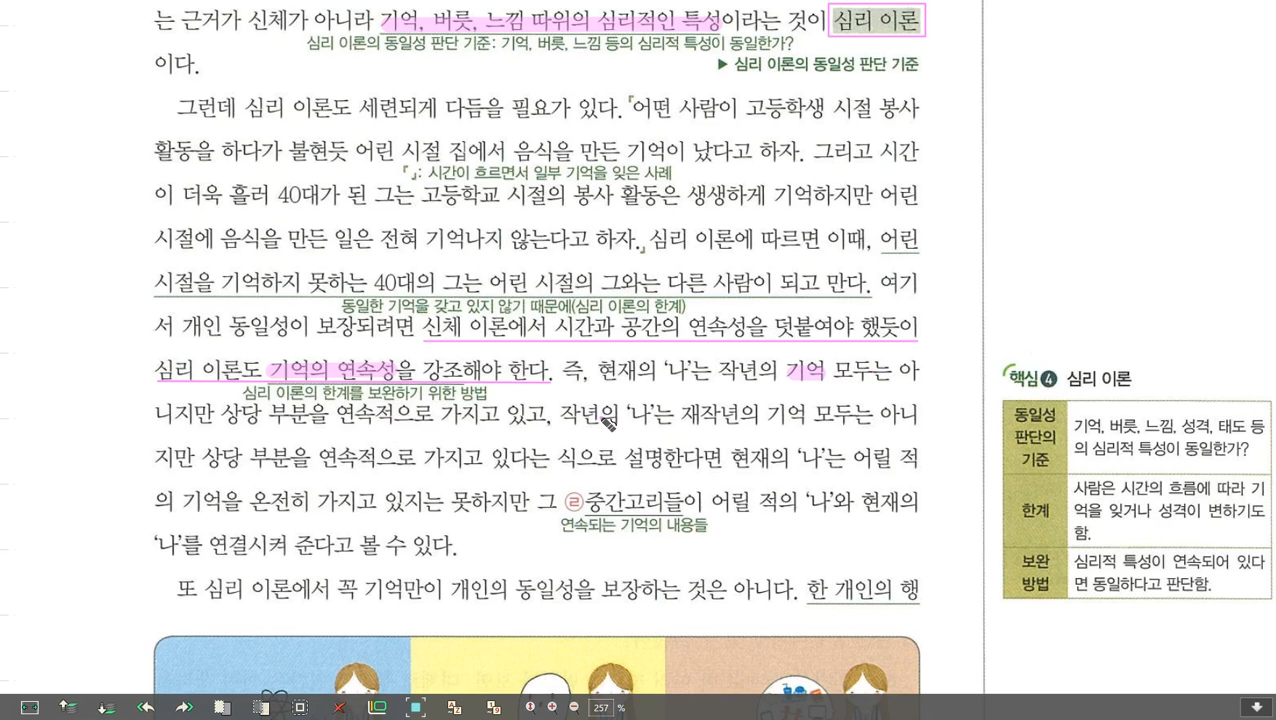 는 근거가 신체가 아니라 기억, 버릇, 느낌 따위의 심리적인 특성이라는 것이 심리 이론
심리 이론의 동일성 판단 기준: 기억, 버릇, 느낌 등의 심리적 특성이 동일한가?
이다.
▶ 심리 이론의 동일성 판단 기준
그런데 심리 이론도 세련되게 다듬을 필요가 있다.『어떤 사람이 고등학생 시절 봉사
활동을 하다가 불현듯 어린 시절 집에서 음식을 만든 기억이 났다고 하자. 그리고 시간
『 』: 시간이 흐르면서 일부 기억을 잊은 사례
이 더욱 흘러 40대가 된 그는 고등학교 시절의 봉사 활동은 생생하게 기억하지만 어린
시절에 음식을 만든 일은 전혀 기억나지 않는다고 하자.』심리 이론에 따르면 이때, 어린
시절을 기억하지 못하는 40대의 그는 어린 시절의 그와는 다른 사람이 되고 만다. 여기
동일한 기억을 갖고 있지 않기 때문에(심리 이론의 한계)
서 개인 동일성이 보장되려면 신체 이론에서 시간과 공간의 연속성을 덧붙여야 했듯이
심리 이론도 기억의 연속성을 강조해야 한다. 즉, 현재의 ‘나’는 작년의 기억 모두는 아
심리 이론의 한계를 보완하기 위한 방법
니지만 상당 부분을 연속적으로 가지고 있고, 작년의 ‘나’는 재작년의 기억 모두는 아니
지만 상당 부분을 연속적으로 가지고 있다는 식으로 설명한다면 현재의 ‘나’는 어릴 적
의 기억을 온전히 가지고 있지는 못하지만 그 ㉣중간고리들이 어릴 적의 ‘나’와 현재의
연속되는 기억의 내용들
‘나’를 연결시켜 준다고 볼 수 있다.
또 심리 이론에서 꼭 기억만이 개인의 동일성을 보장하는 것은 아니다. 한 개인의 행
핵심 4 심리 이론
동일성
판단의
기준
기억, 버릇, 느낌, 성격, 태도 등
의 심리적 특성이 동일한가?
한계
사람은 시간의 흐름에 따라 기
억을 잊거나 성격이 변하기도
함.
보완
방법
심리적 특성이 연속되어 있다
면 동일하다고 판단함.
257 %